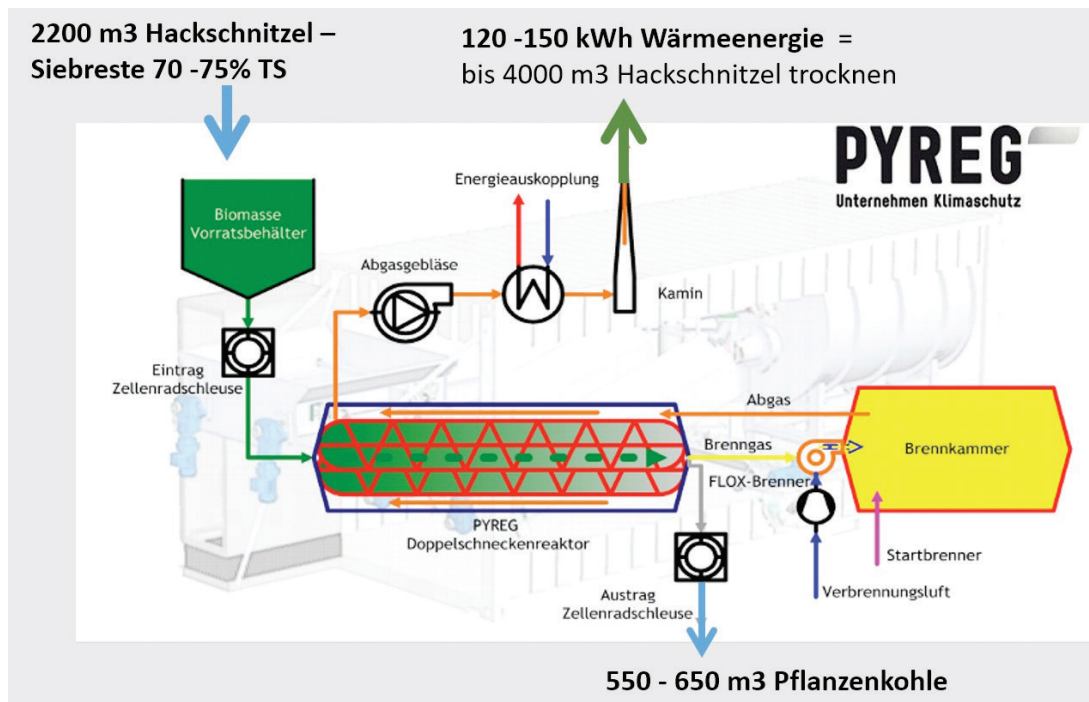 2200 m3 Hackschnitzel –
Siebreste 70 -75% TS
120 -150 kWh Wärmeenergie =
bis 4000 m3 Hackschnitzel trocknen
PYREG
Unternehmen Klimaschutz
Energieauskopplung
Biomasse
Vorratsbehälter
Abgasgebläse
Kamin
Eintrag
Zellenradschleuse
Abgas
Brenngas
Brennkammer
FLOX-Brenner
PYREG
Doppelschneckenreaktor
Startbrenner
Austrag
Zellenradschleuse
Verbrennungsluft
550 - 650 m3 Pflanzenkohle